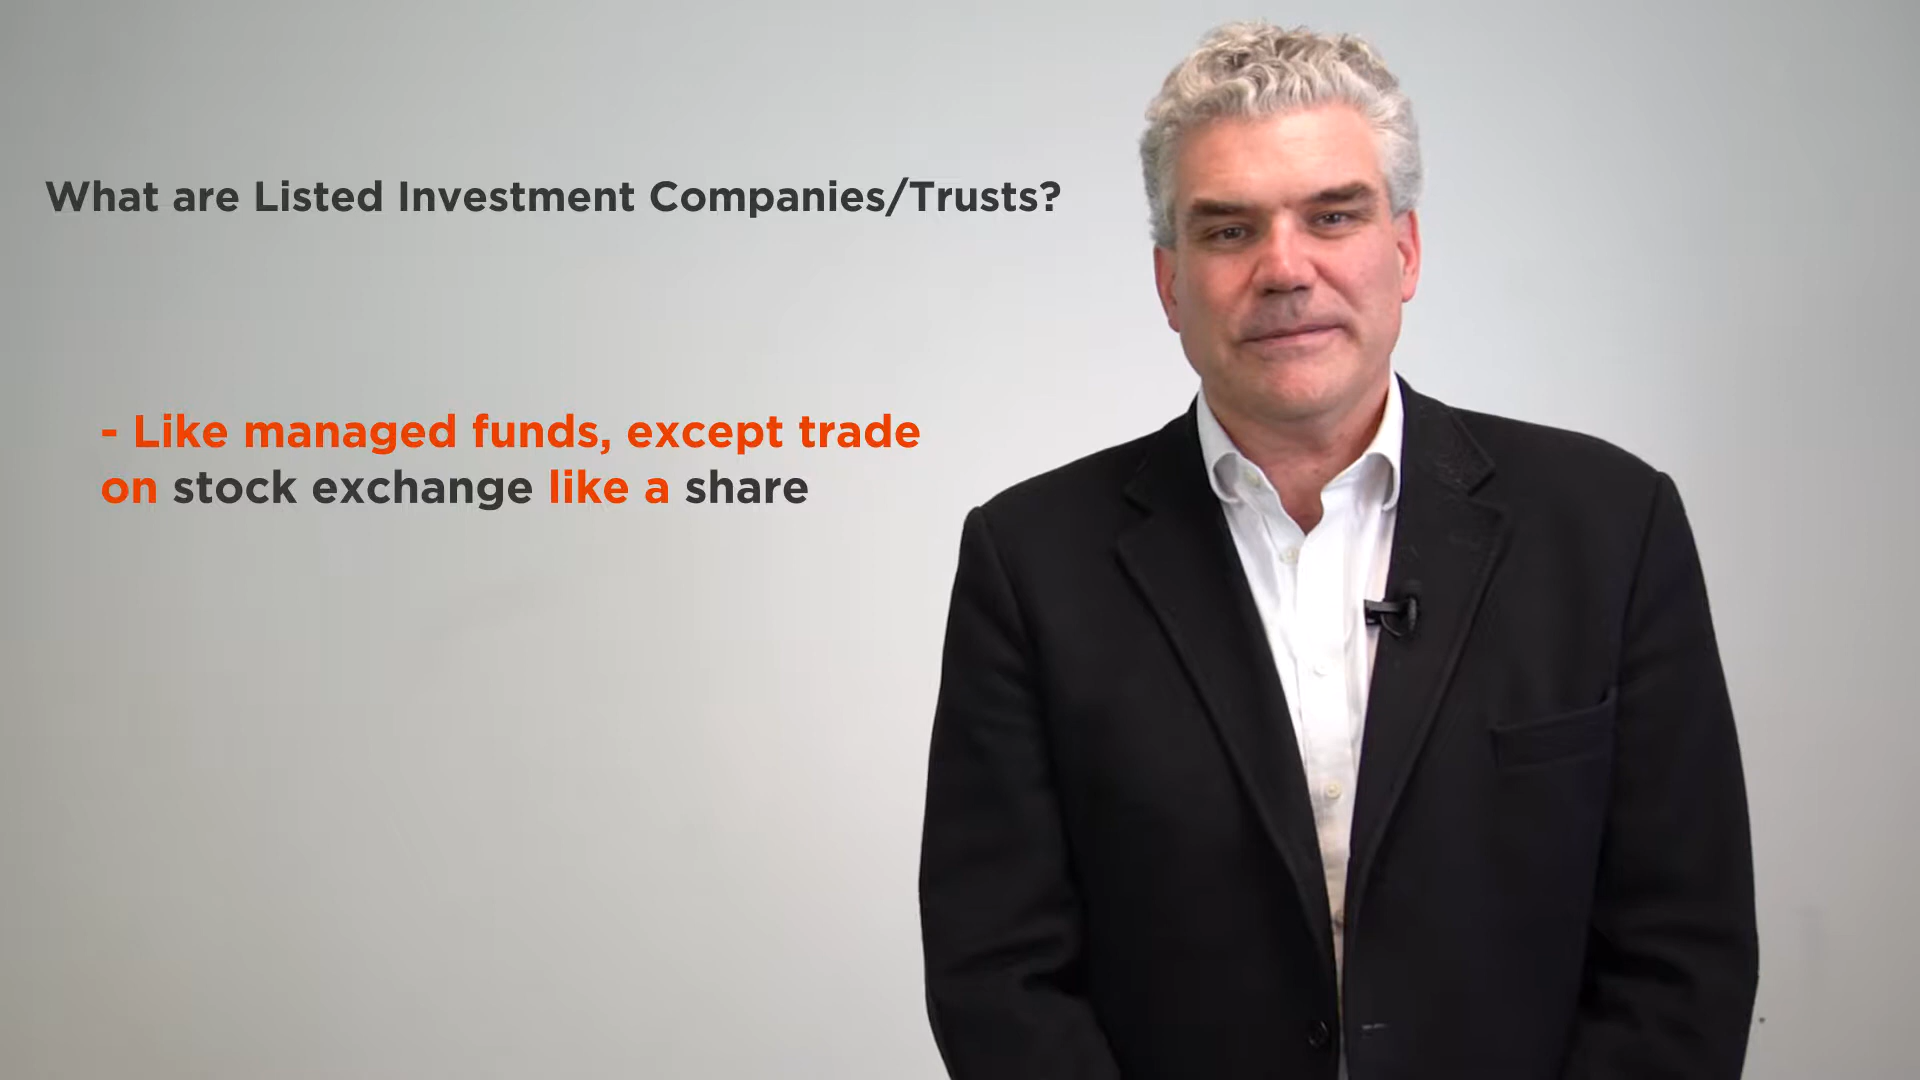 What are Listed Investment Companies/Trusts?
- Like managed funds, except trade
on stock exchange like a share